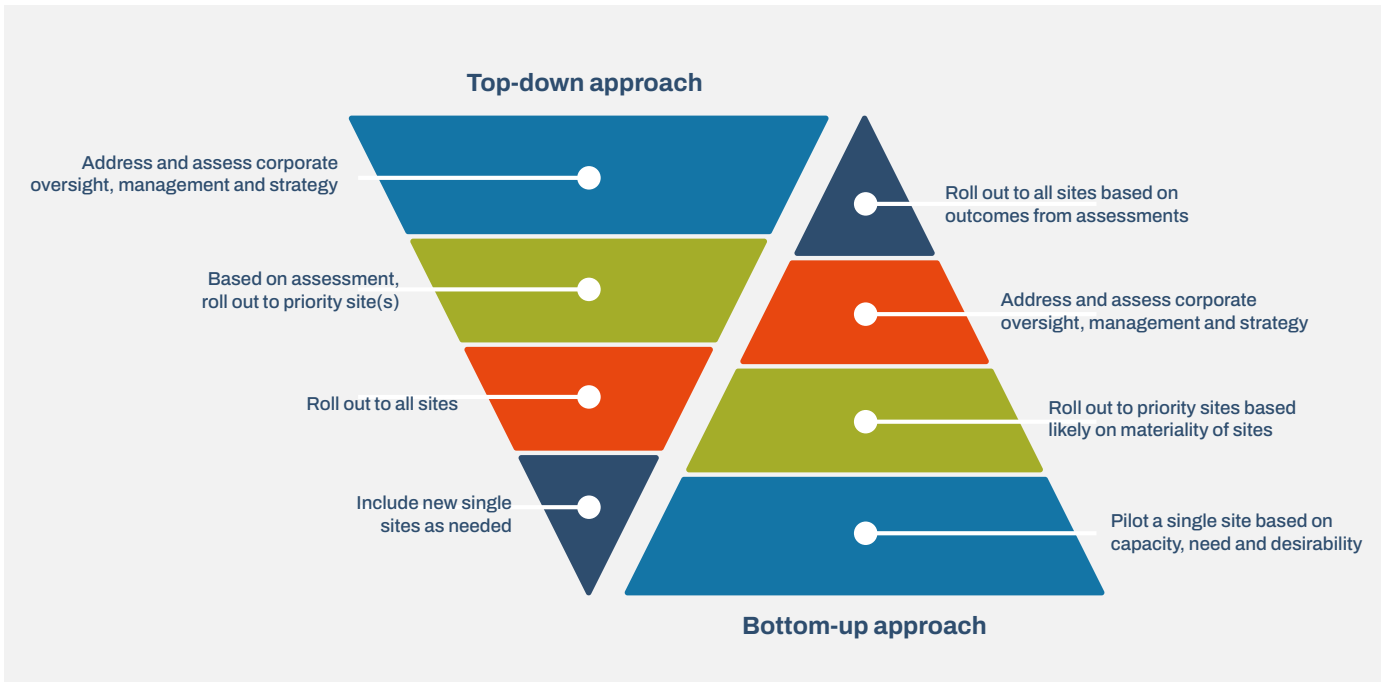 Top-down approach
Address and assess corporate
oversight, management and strategy
Based on assessment,
roll out to priority site(s)
Roll out to all sites
Include new single
sites as needed
Roll out to all sites based on
outcomes from assessments
Address and assess corporate
oversight, management and strategy
Roll out to priority sites based
likely on materiality of sites
Pilot a single site based on
capacity, need and desirability
Bottom-up approach